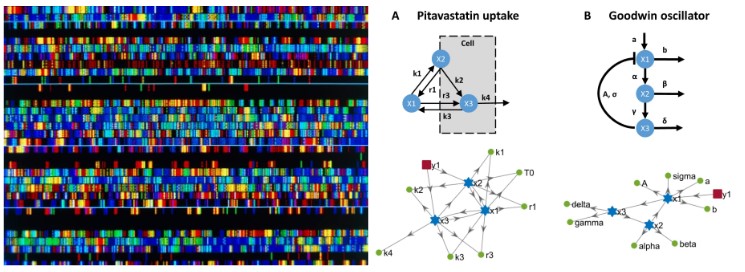 A Pitavastatin uptake
Cell
X2
k1
r1
k2
X1
r3
X3
k4
k3
k1
y1
x2
T0
k2
x3
x1
r1
k4
k3
r3
B Goodwin oscillator
a
X1
b
α
A, σ
X2
β
γ
X3
δ
A
sigma
a
x1
y1
delta
x3
b
gamma
x2
alpha
beta